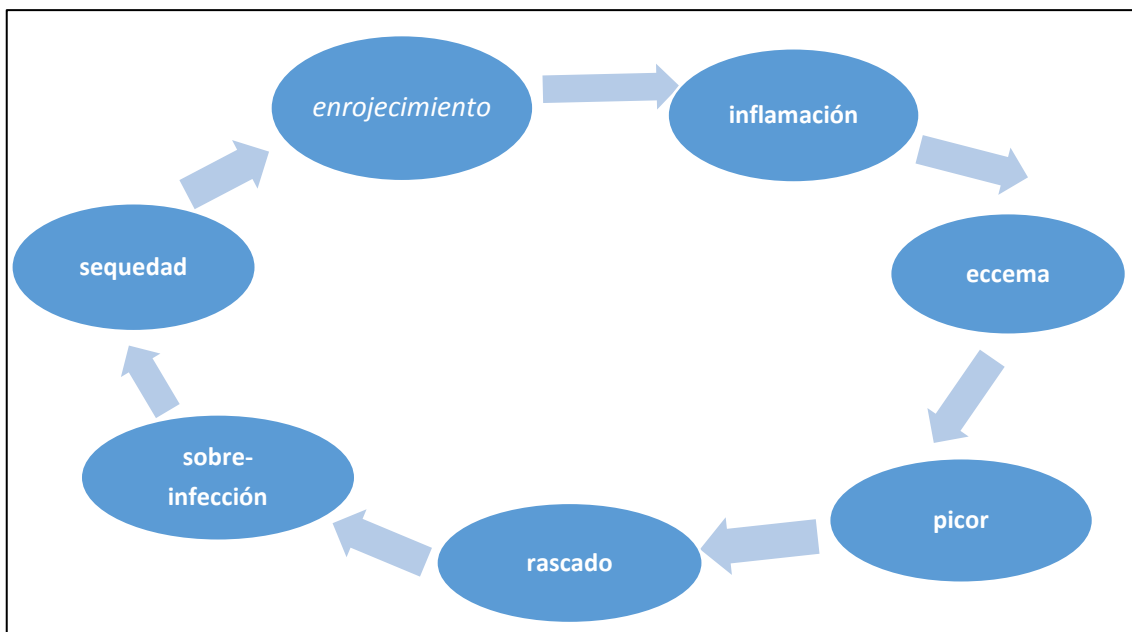 enrojecimiento
inflamación
eccema
picor
rascado
sobre-
infección
sequedad